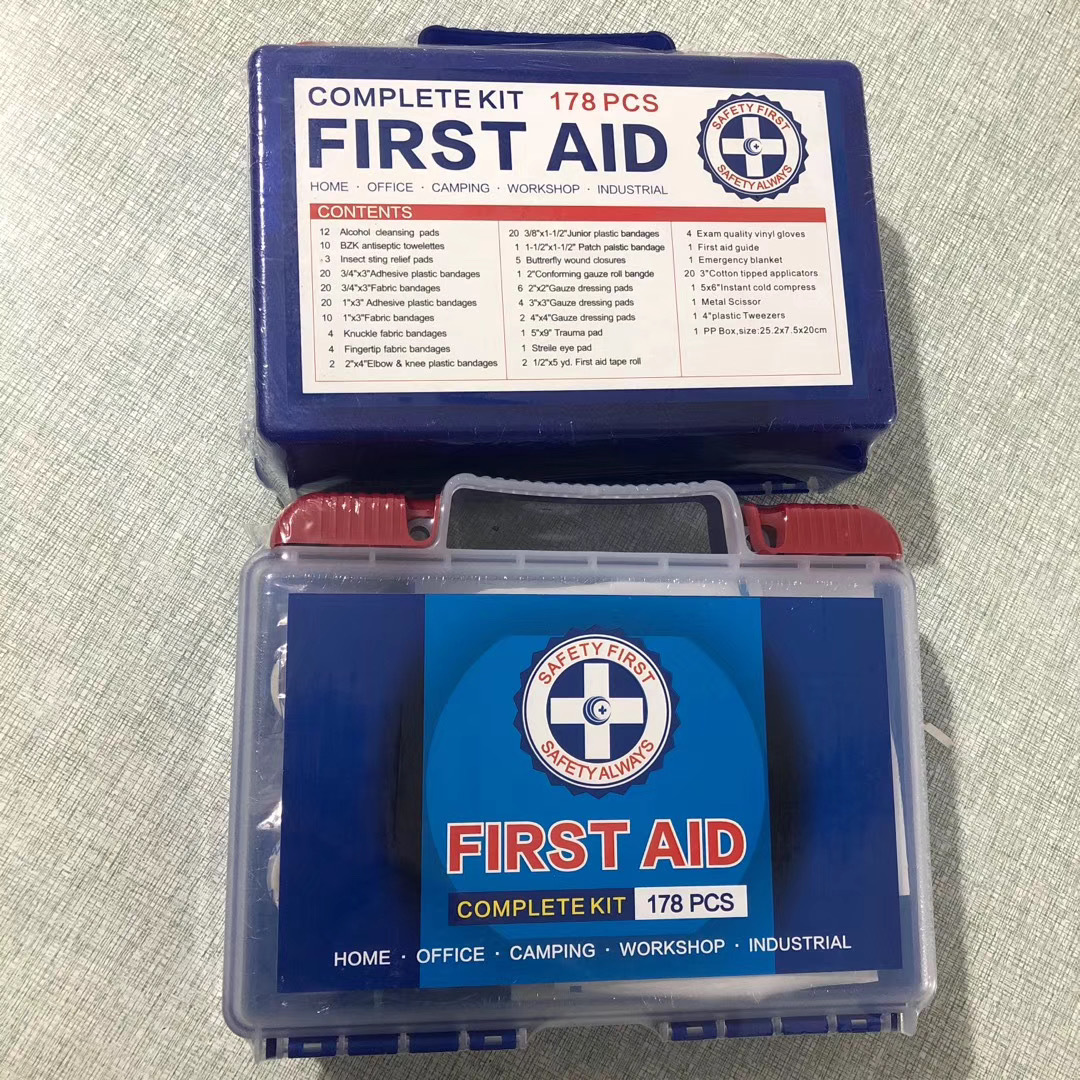 COMPLETE KIT 178 PCS
FIRST AID
HOME · OFFICE · CAMPING · WORKSHOP · INDUSTRIAL
SAFETY FIRST
SAFETY ALWAYS
CONTENTS
12 Alcohol cleansing pads
10 BZK antiseptic towelettes
3 Insect sting relief pads
20 3/4"x3"Adhesive plastic bandages
20 3/4"x3"Fabric bandages
20 1"x3" Adhesive plastic bandages
10 1"x3"Fabric bandages
4 Knuckle fabric bandages
4 Fingertip fabric bandages
2 2"x4"Elbow & knee plastic bandages
20 3/8"x1-1/2"Junior plastic bandages
1 1-1/2"x1-1/2" Patch palstic bandage
5 Buttrerfly wound closures
1 2"Conforming gauze roll bangde
6 2"x2"Gauze dressing pads
4 3"x3"Gauze dressing pads
2 4"x4"Gauze dressing pads
1 5"x9" Trauma pad
1 Streile eye pad
2 1/2"x5 yd. First aid tape roll
4 Exam quality vinyl gloves
1 First aid guide
1 Emergency blanket
20 3"Cotton tipped applicators
1 5x6"Instant cold compress
1 Metal Scissor
1 4"plastic Tweezers
1 PP Box,size:25.2x7.5x20cm
SAFETY FIRST
SAFETY ALWAYS
FIRST AID
COMPLETE KIT 178 PCS
HOME · OFFICE · CAMPING · WORKSHOP · INDUSTRIAL